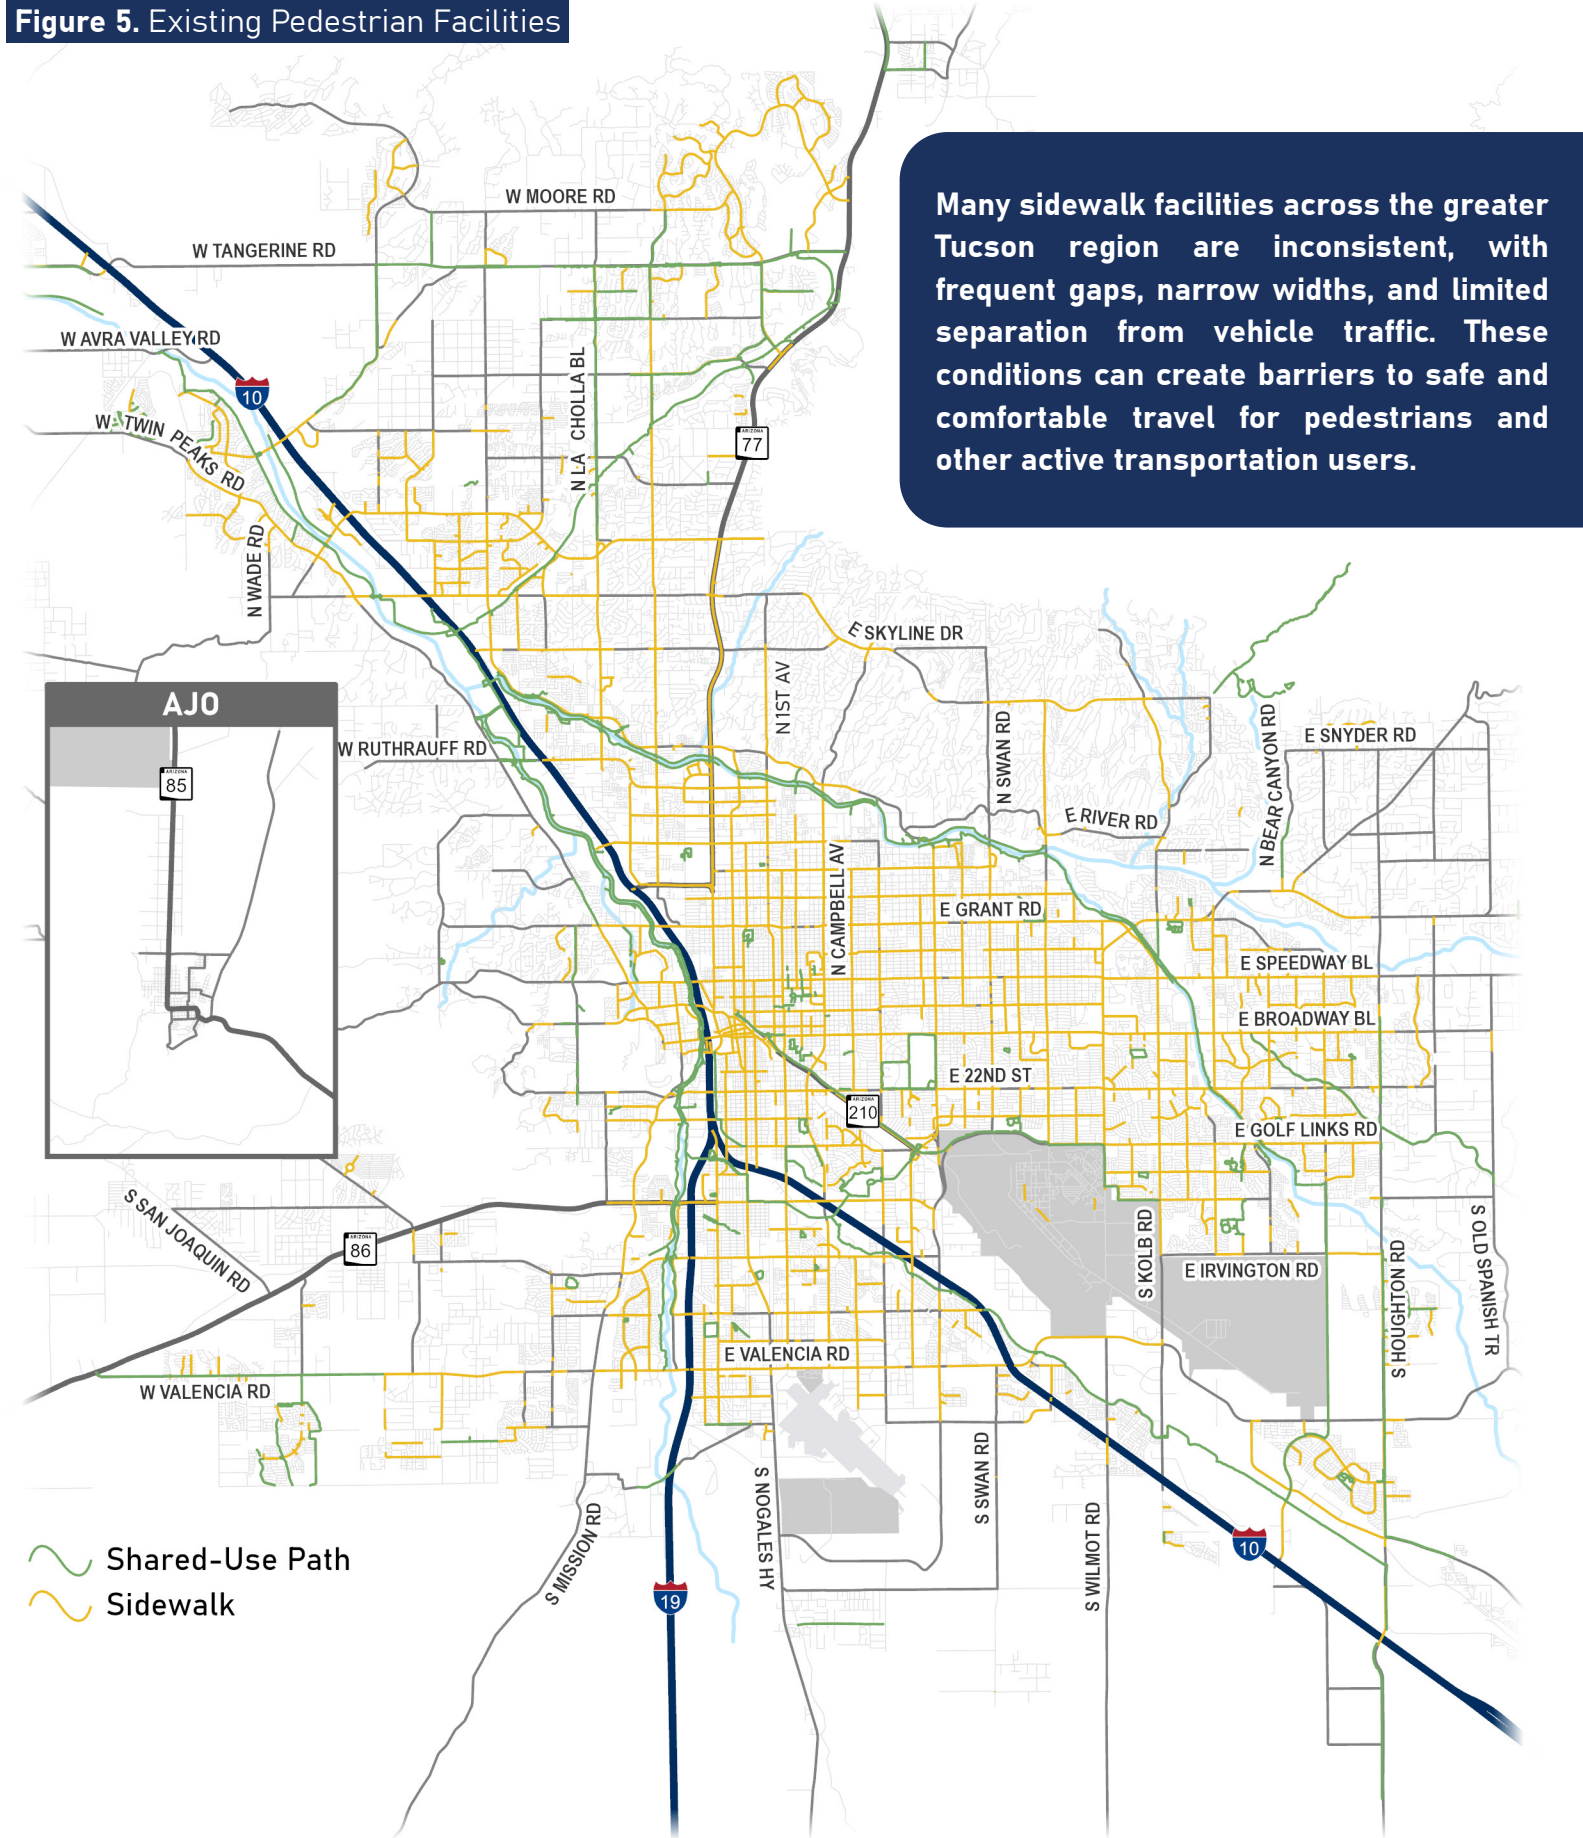 Figure 5. Existing Pedestrian Facilities
Many sidewalk facilities across the greater
Tucson region are inconsistent, with
frequent gaps, narrow widths, and limited
separation from vehicle traffic. These
conditions can create barriers to safe and
comfortable travel for pedestrians and
other active transportation users.
W MOORE RD
W TANGERINE RD
W AVRA VALLEY RD
10
N LA CHOLLA BL
W TWIN PEAKS RD
ARIZONA
77
N WADE RD
E SKYLINE DR
N 1ST AV
AJO
N SWAN RD
N BEAR CANYON RD
E SNYDER RD
W RUTHRAUFF RD
ARIZONA
85
E RIVER RD
N CAMPBELL AV
E GRANT RD
E SPEEDWAY BL
E BROADWAY BL
E 22ND ST
ARIZONA
210
E GOLF LINKS RD
S SAN JOAQUIN RD
ARIZONA
86
S KOLB RD
E IRVINGTON RD
S HOUGHTON RD
S OLD SPANISH TR
E VALENCIA RD
W VALENCIA RD
S MISSION RD
S NOGALES HY
S SWAN RD
S WILMOT RD
10
19
Shared-Use Path
Sidewalk